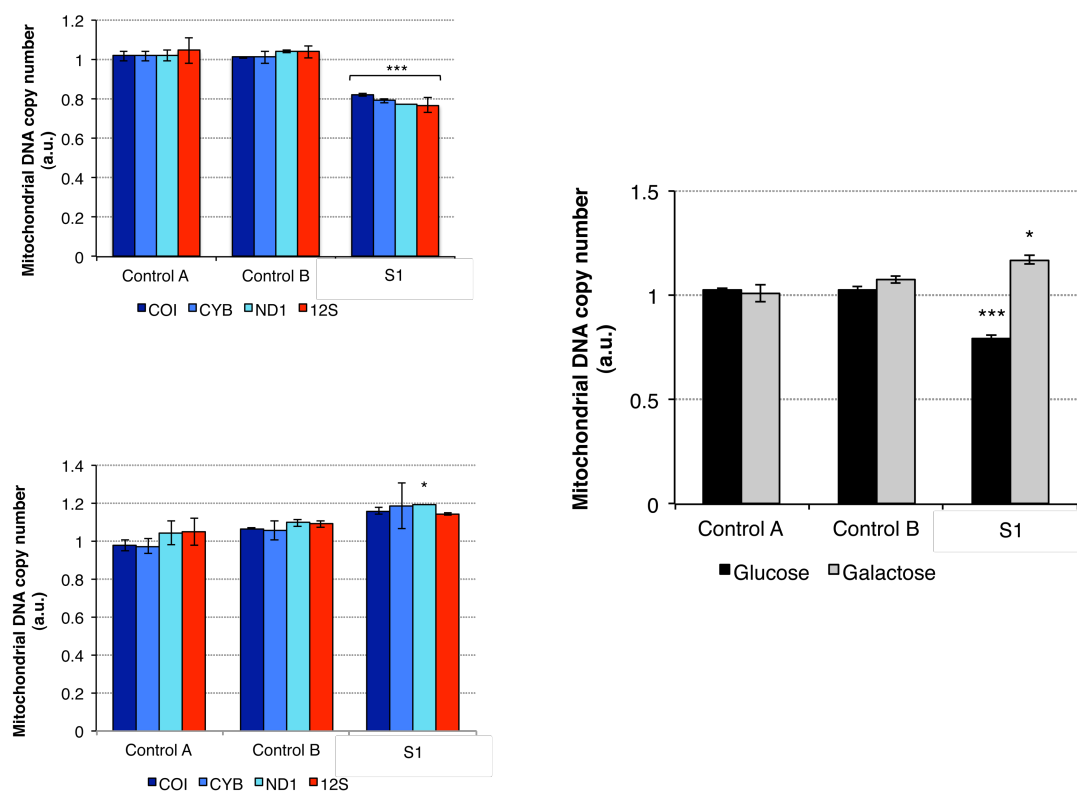 Mitochondrial DNA copy number
(a.u.)
1.2
1
0.8
0.6
0.4
0.2
0
***
Control A
Control B
S1
COI
CYB
ND1
12S
Mitochondrial DNA copy number
(a.u.)
1.4
1.2
1
0.8
0.6
0.4
0.2
0
*
Control A
Control B
S1
COI
CYB
ND1
12S
Mitochondrial DNA copy number
(a.u.)
1.5
1
0.5
0
***
*
Control A
Control B
S1
Glucose
Galactose